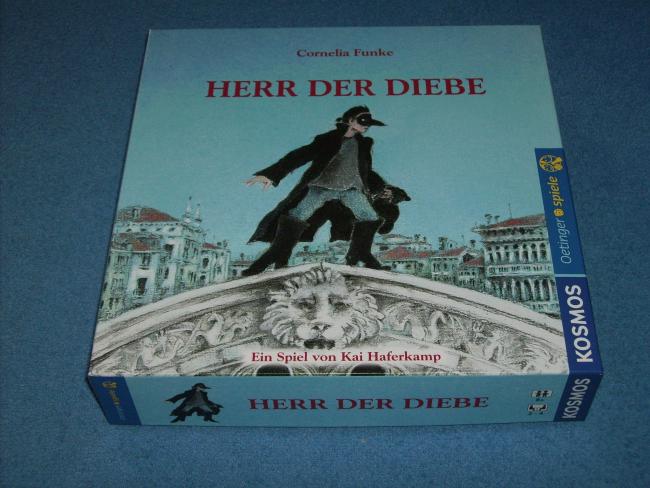 Cornelia Funke
HERR DER DIEBE
Oetinger spiele
KOSMOS
Ein Spiel von Kai Haferkamp
HERR DER DIEBE
KOSMOS